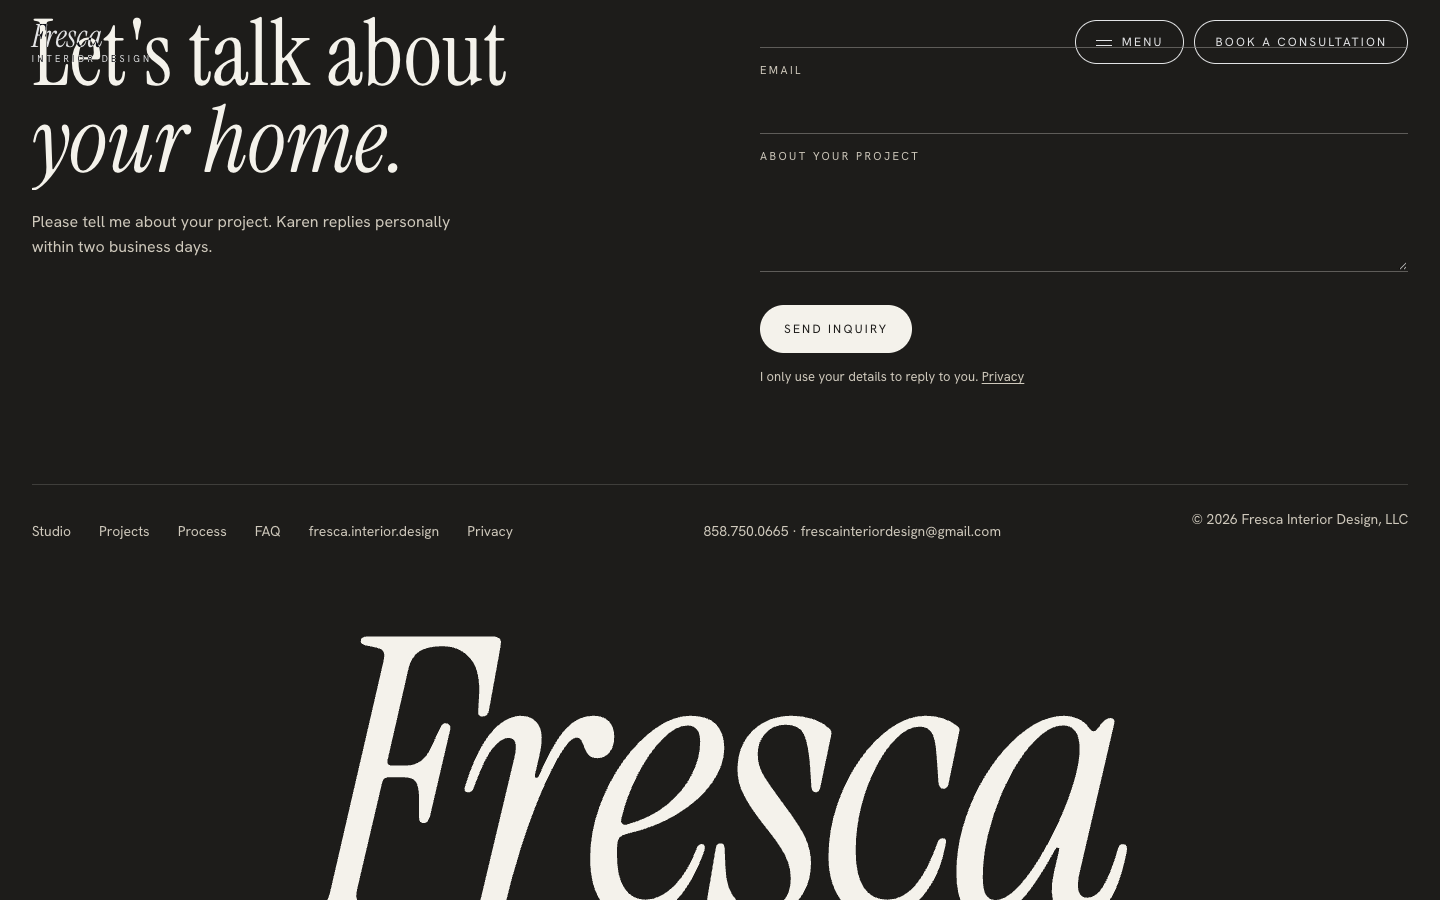 Fresca
INTERIOR DESIGN
MENU
BOOK A CONSULTATION
Let's talk about
your home.
Please tell me about your project. Karen replies personally
within two business days.
EMAIL
ABOUT YOUR PROJECT
SEND INQUIRY
I only use your details to reply to you. Privacy
Studio Projects Process FAQ fresca.interior.design Privacy
858.750.0665 · frescainteriordesign@gmail.com
© 2026 Fresca Interior Design, LLC
Fresca